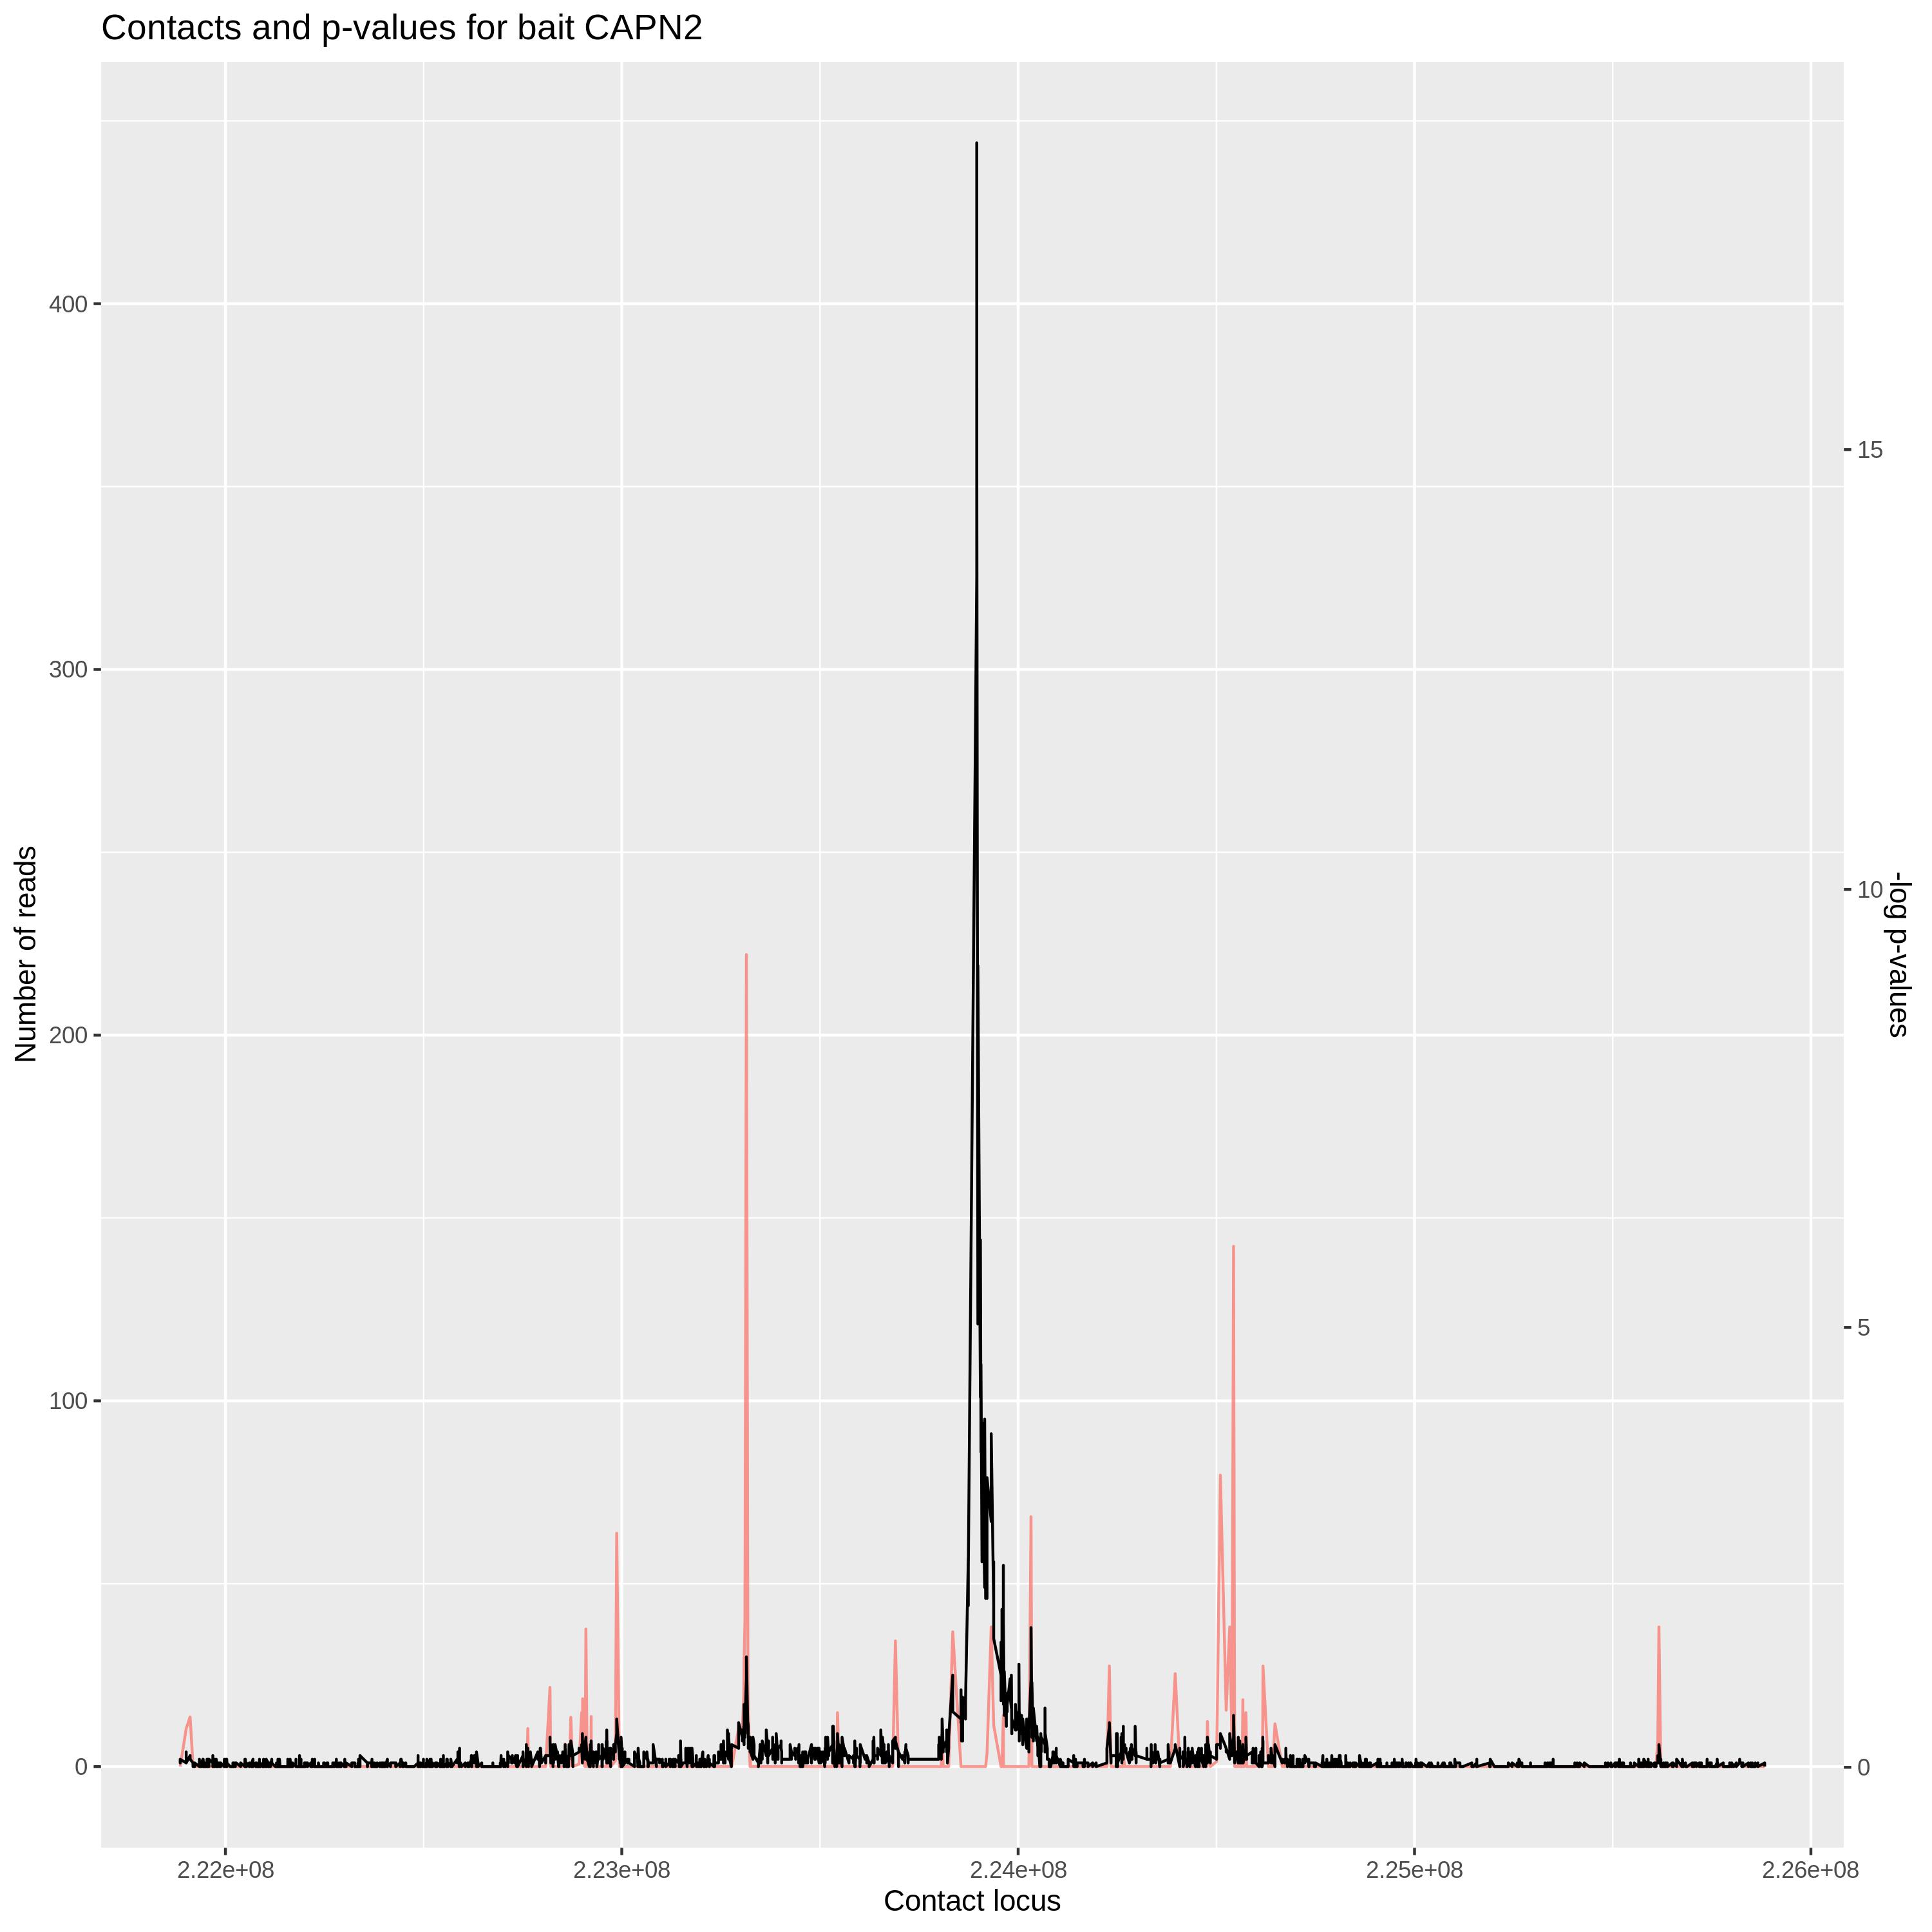 Contacts and p-values for bait CAPN2
400
300
200
100
0
Number of reads
15
10
5
0
-log p-values
2.22e+08
2.23e+08
2.24e+08
2.25e+08
2.26e+08
Contact locus